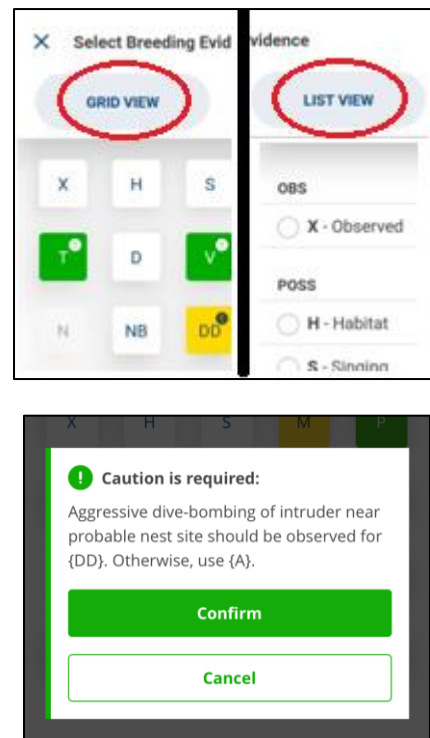 X Select Breeding Evid
GRID VIEW
X H S
T D V
N NB DD
vidence
LIST VIEW
OBS
X - Observed
POSS
H - Habitat
S - Singing
X H S M P
! Caution is required:
Aggressive dive-bombing of intruder near
probable nest site should be observed for
{DD}. Otherwise, use {A}.
Confirm
Cancel